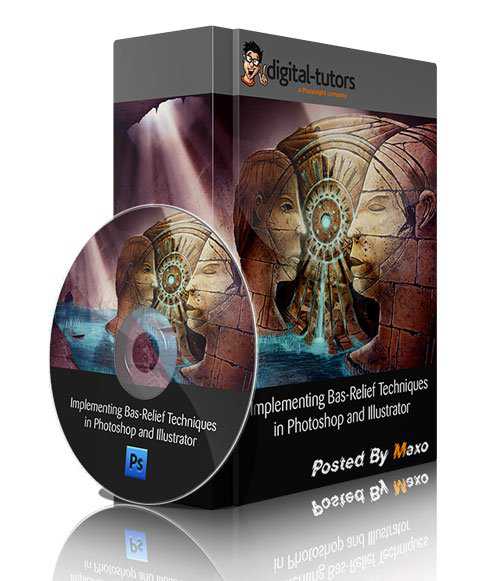 digital-tutors
a Pluralsight company
Implementing Bas-Relief Techniques
in Photoshop and Illustrator
Posted By Maxo
Implementing Bas-Relief Techniques
in Photoshop and Illustrator
Ps